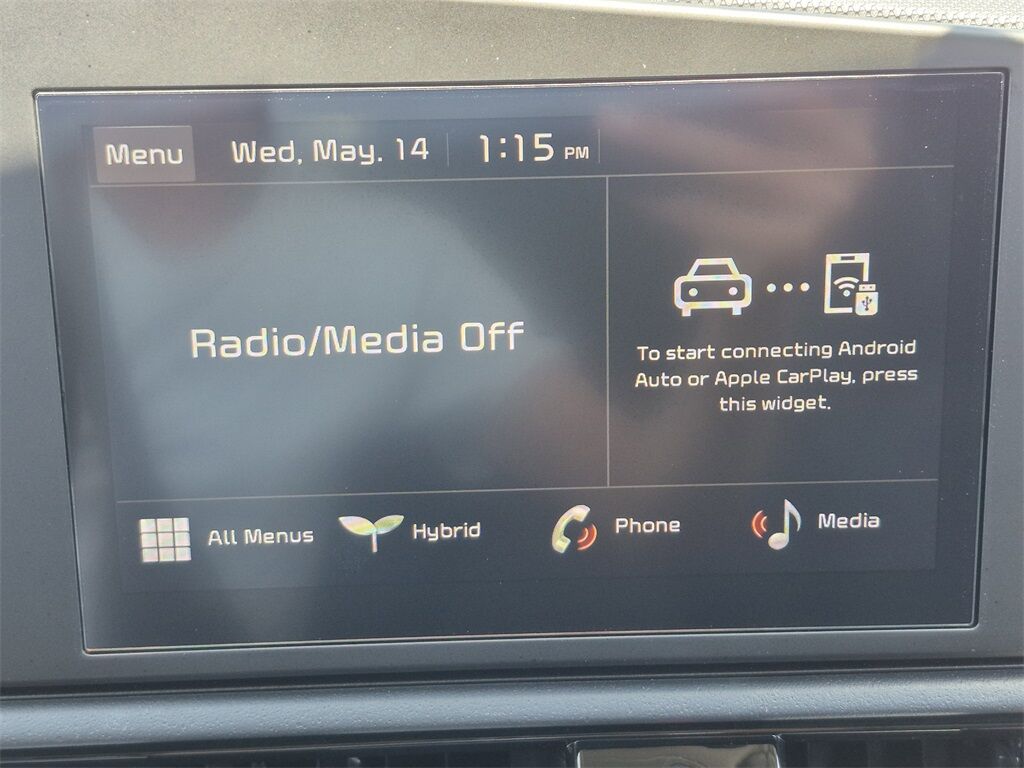 Menu Wed, May. 14 1:15 PM
Radio/Media Off
To start connecting Android
Auto or Apple CarPlay, press
this widget.
All Menus Hybrid Phone Media